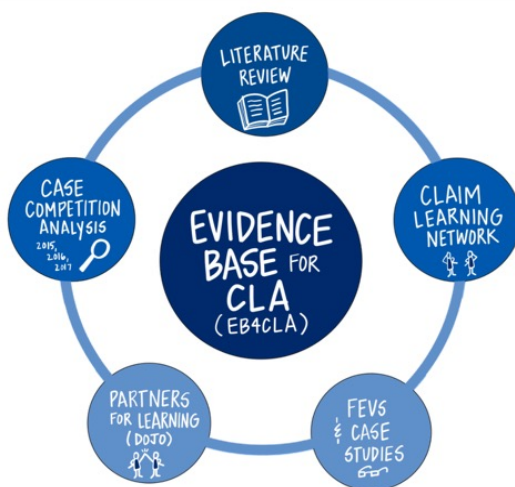 LITERATURE
REVIEW
CASE
COMPETITION
ANALYSIS
2015,
2016,
2017
EVIDENCE
BASE FOR
CLA
(EB4CLA)
CLAIM
LEARNING
NETWORK
PARTNERS
FOR LEARNING
(DOJO)
FEVS
& CASE
STUDIES